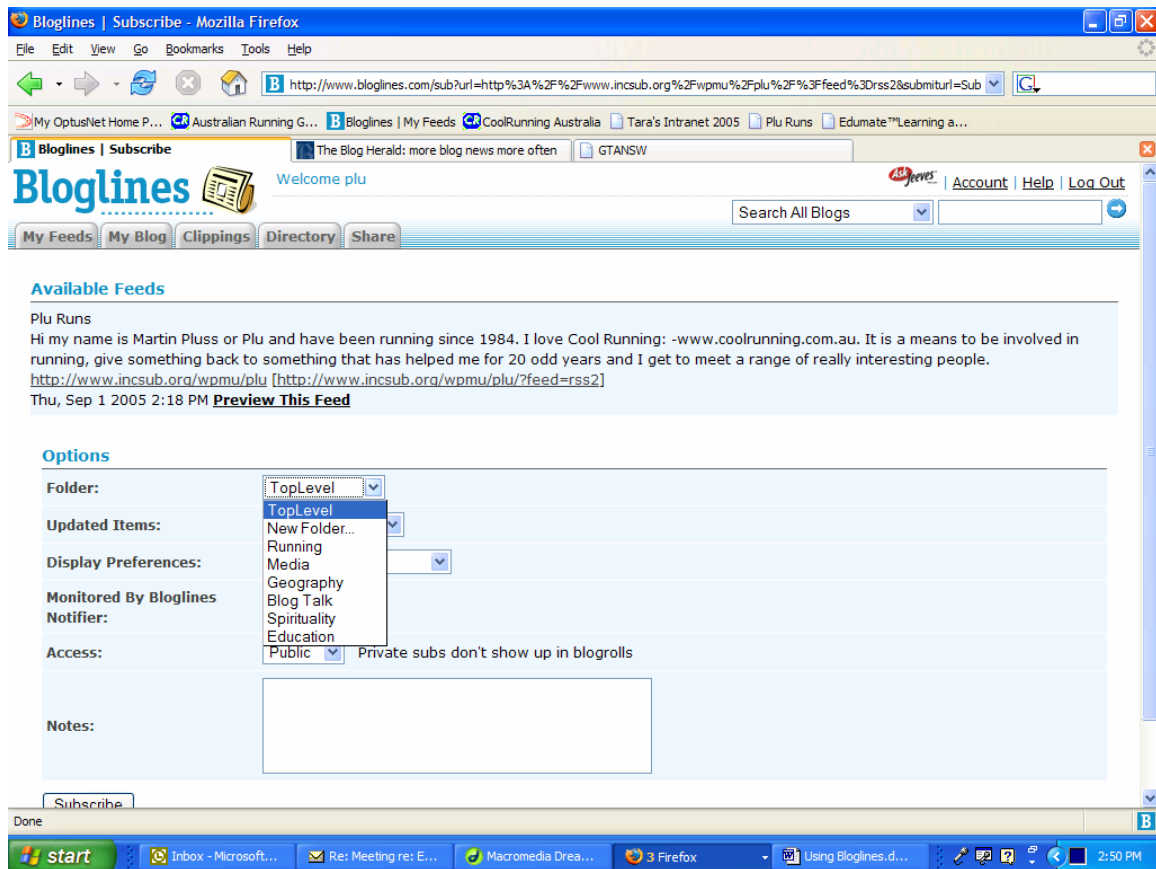 Bloglines | Subscribe - Mozilla Firefox
File Edit View Go Bookmarks Tools Help
http://www.bloglines.com/sub?url=http%3A%2F%2Fwww.incsub.org%2Fwpmu%2Fplu%2F%3Ffeed%3Drss2&submiturl=Sub
My OptusNet Home P... Australian Running G... Bloglines | My Feeds CoolRunning Australia Tara's Intranet 2005 Plu Runs Edumate™Learning a...
Bloglines | Subscribe The Blog Herald: more blog news more often GTANSW
Bloglines Welcome plu Ask Jeeves | Account | Help | Log Out
Search All Blogs
My Feeds My Blog Clippings Directory Share
Available Feeds
Plu Runs
Hi my name is Martin Pluss or Plu and have been running since 1984. I love Cool Running: -www.coolrunning.com.au. It is a means to be involved in
running, give something back to something that has helped me for 20 odd years and I get to meet a range of really interesting people.
http://www.incsub.org/wpmu/plu [http://www.incsub.org/wpmu/plu/?feed=rss2]
Thu, Sep 1 2005 2:18 PM Preview This Feed
Options
Folder: TopLevel
TopLevel
Updated Items: New Folder...
Running
Display Preferences: Media
Geography
Monitored By Bloglines Blog Talk
Notifier: Spirituality
Education
Access: Public Private subs don't show up in blogrolls
Notes:
Subscribe
Done
start Inbox - Microsoft... Re: Meeting re: E... Macromedia Drea... 3 Firefox Using Bloglines.d... 2:50 PM